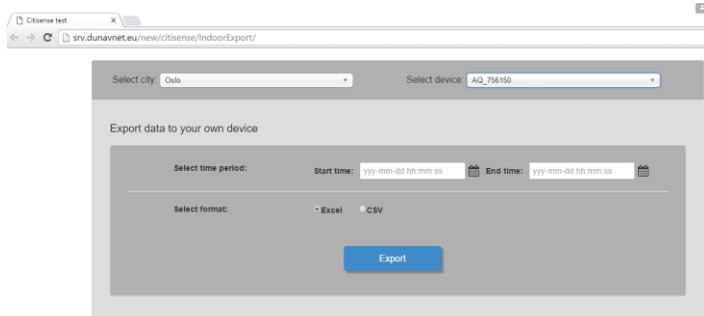 Citisense test
srv.dunavnet.eu/new/citisense/IndoorExport/
Select city: Oslo Select device: AQ_756150
Export data to your own device
Select time period: Start time: yyy-mm-dd hh:mm:ss End time: yyy-mm-dd hh:mm:ss
Select format: Excel CSV
Export